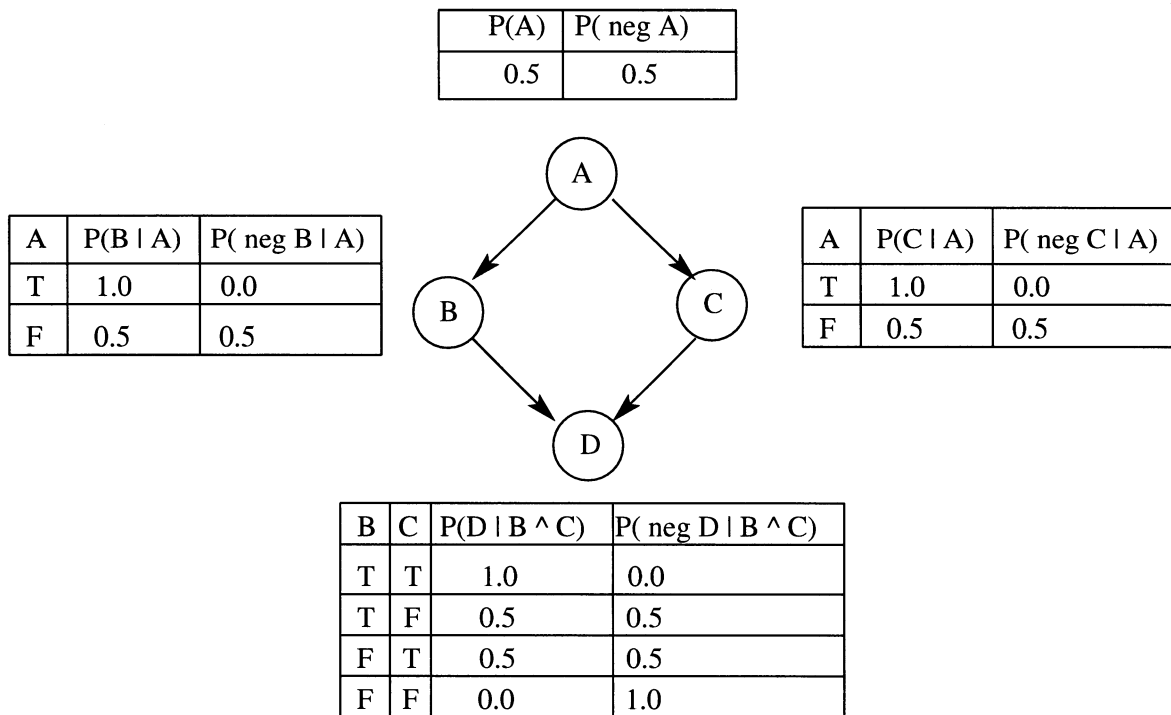 P(A) P( neg A)
0.5 0.5
A
A P(B | A) P( neg B | A)
T 1.0 0.0
F 0.5 0.5
A P(C | A) P( neg C | A)
T 1.0 0.0
F 0.5 0.5
B
C
D
B C P(D | B ^ C) P( neg D | B ^ C)
T T 1.0 0.0
T F 0.5 0.5
F T 0.5 0.5
F F 0.0 1.0